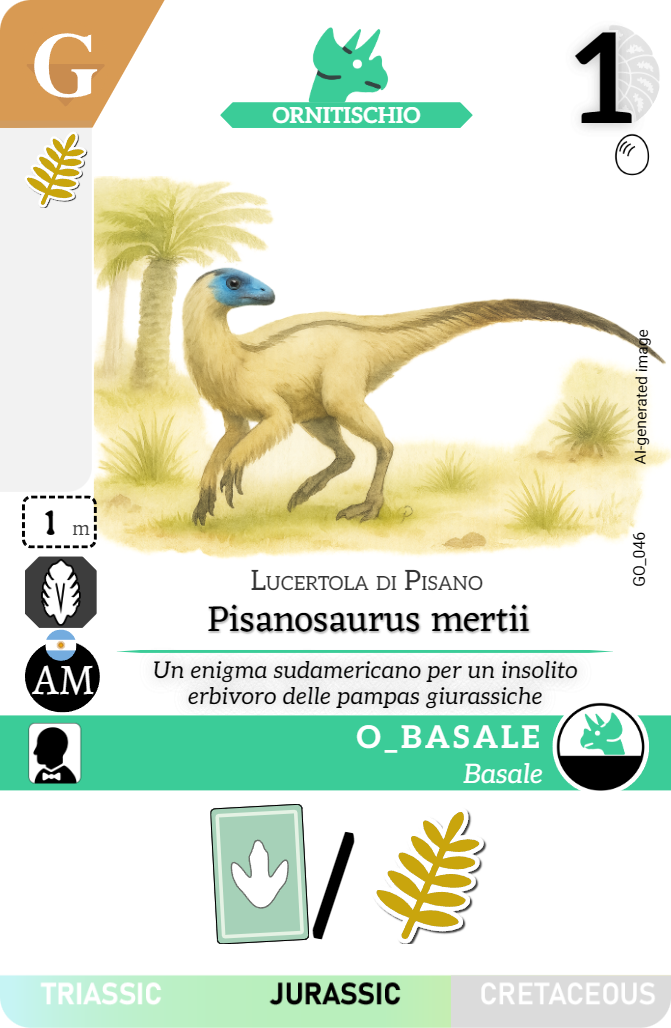 G
ORNITISCHIO
1
AI-generated image
1 m
GO_046
Lucertola di Pisano
Pisanosaurus mertii
AM
Un enigma sudamericano per un insolito
erbivoro delle pampas giurassiche
O_BASALE
Basale
TRIASSIC JURASSIC CRETACEOUS